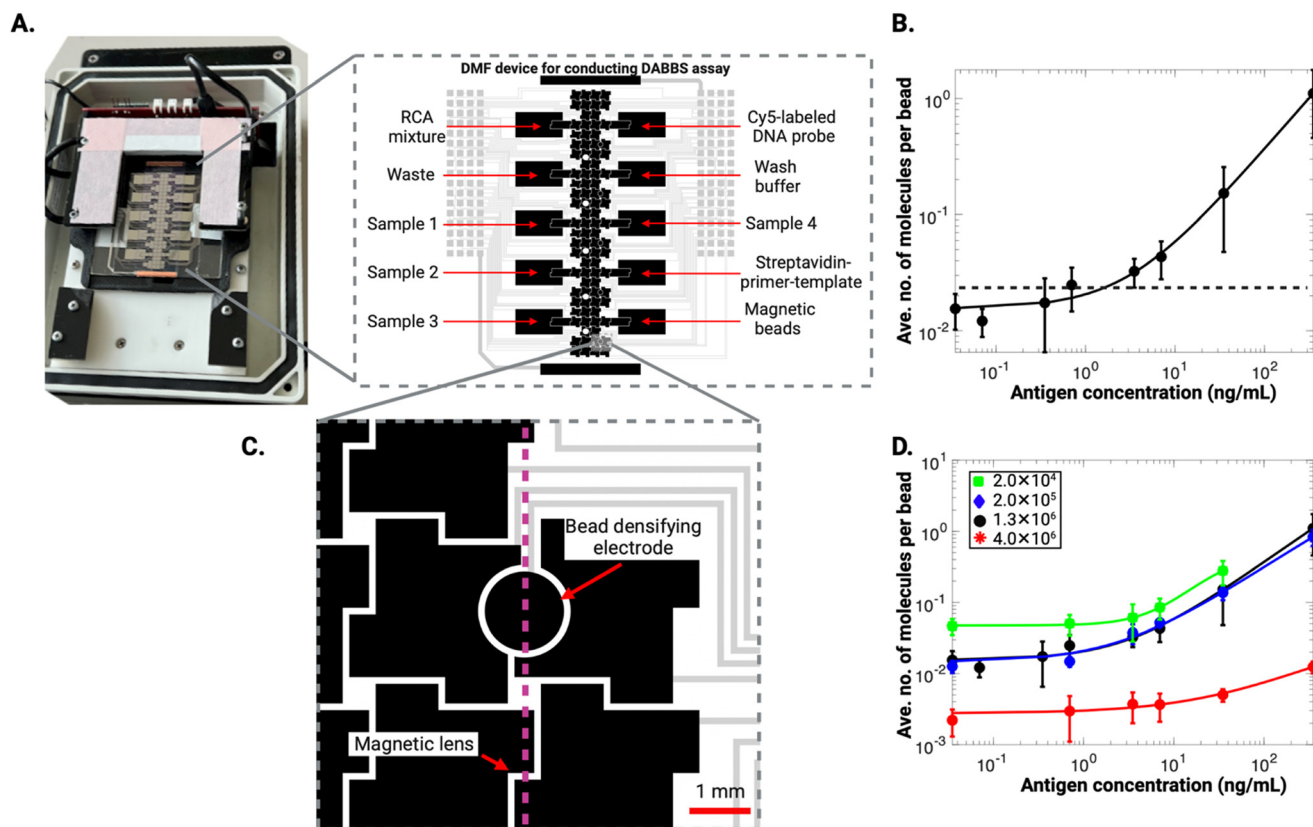 A.
DMF device for conducting DABBS assay
RCA
mixture
Cy5-labeled
DNA probe
Waste
Wash
buffer
Sample 1
Sample 4
Sample 2
Streptavidin-
primer-template
Sample 3
Magnetic
beads
B.
Ave. no. of molecules per bead
10⁰
10⁻¹
10⁻²
10⁻¹
10⁰
10¹
10²
Antigen concentration (ng/mL)
C.
Bead densifying
electrode
Magnetic lens
1 mm
D.
Ave. no. of molecules per bead
10¹
10⁰
10⁻¹
10⁻²
10⁻³
2.0×10⁴
2.0×10⁵
1.3×10⁶
4.0×10⁶
10⁻¹
10⁰
10¹
10²
Antigen concentration (ng/mL)